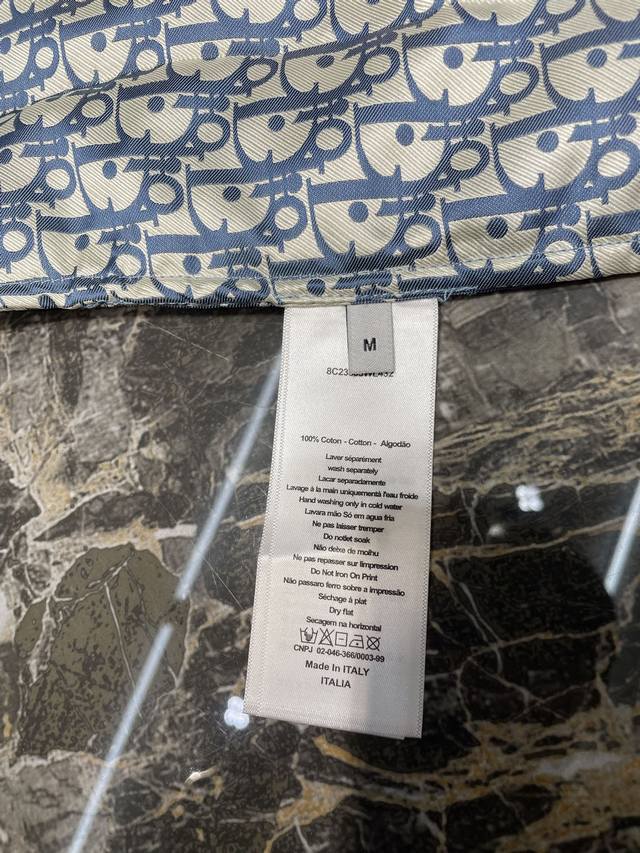 M
100% Coton - Cotton - Algodão
Laver séparément
wash separately
Lacar separadamente
Lavage à la main uniquementà l'eau froide
Hand washing only in cold water
Lavara mão Só em agua fria
Ne pas laisser tremper
Do notlet soak
Não deixe de molhu
Ne pas repasser sur limpression
Do Not Iron On Print
Não passaro ferro sobre a impressão
Séchage à plat
Dry flat
Secagem na horizontal
CNPJ 02-046-366/0003-99
Made In ITALY
ITALIA